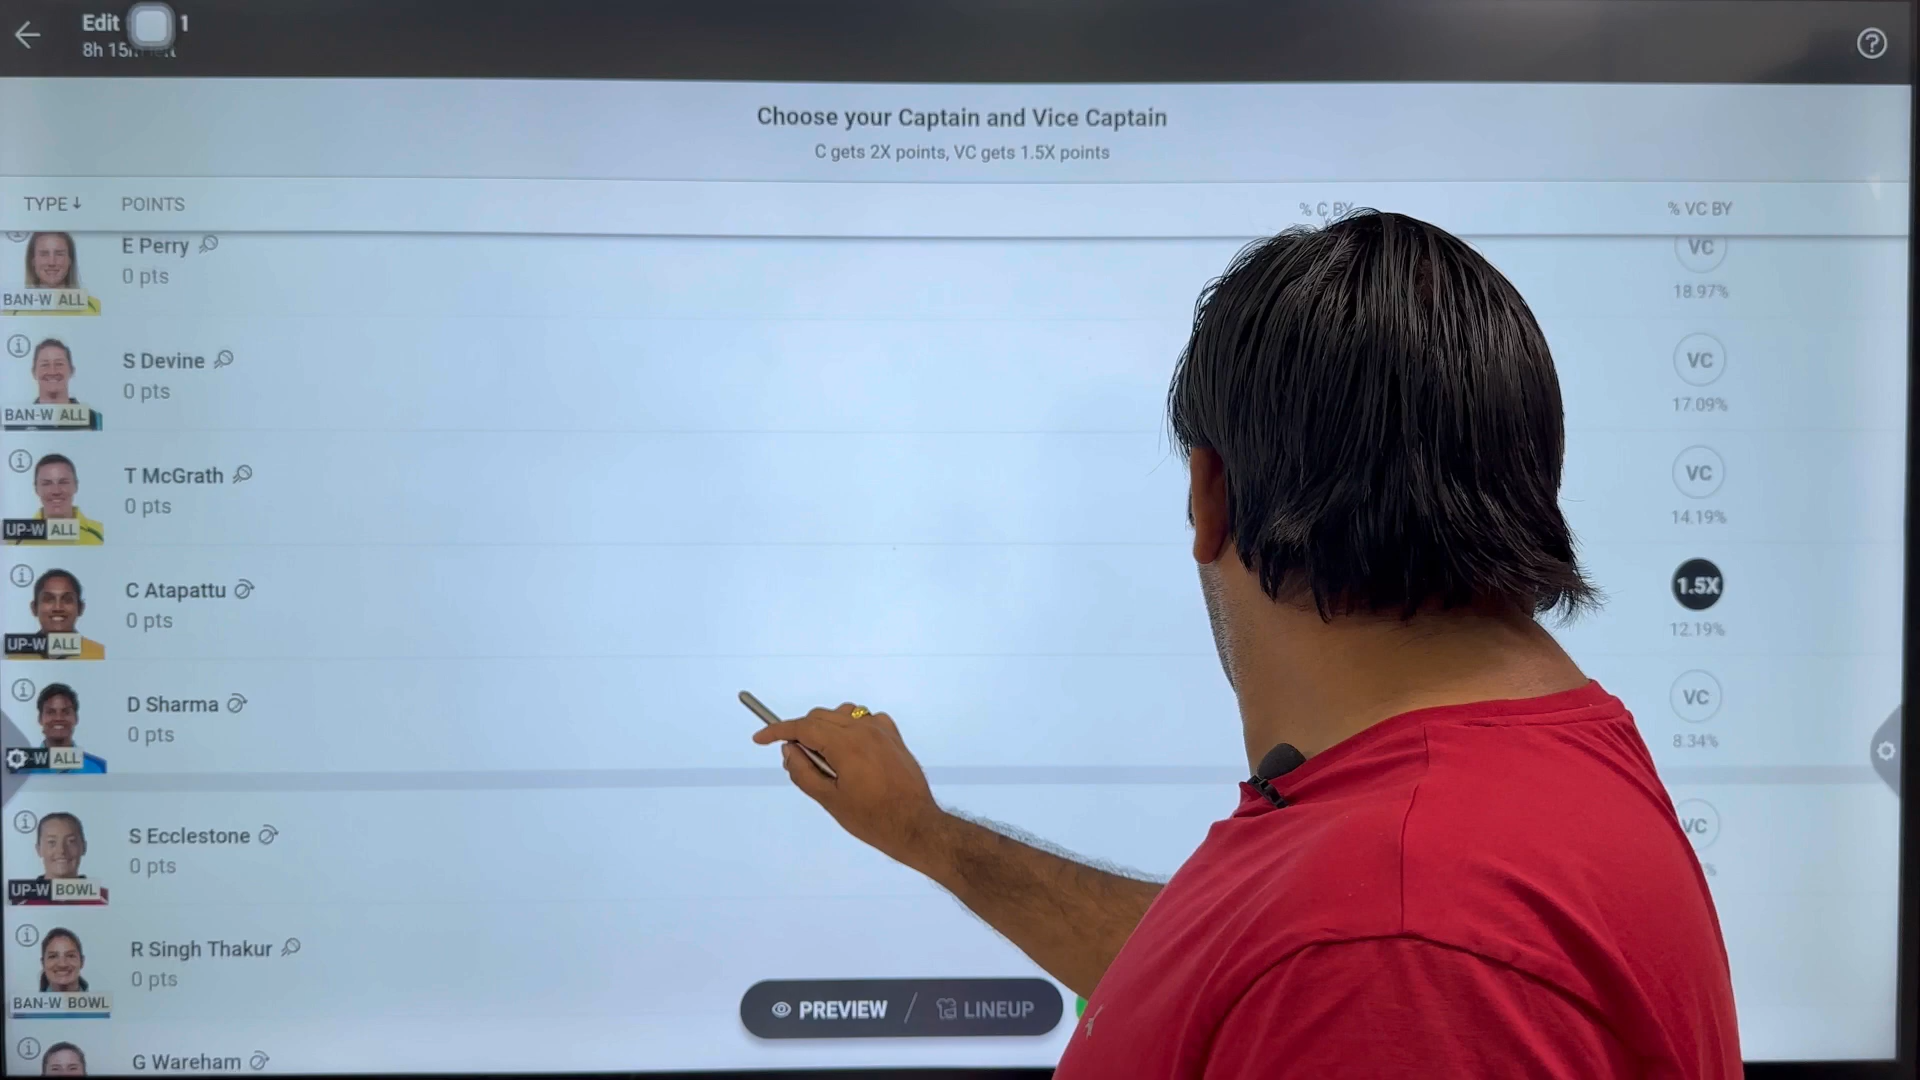 Edit 1
8h 15m
Choose your Captain and Vice Captain
C gets 2X points, VC gets 1.5X points
TYPE↓ POINTS % C BY % VC BY
E Perry
0 pts
BAN-W ALL
VC
18.97%
S Devine
0 pts
BAN-W ALL
VC
17.09%
T McGrath
0 pts
UP-W ALL
VC
14.19%
C Atapattu
0 pts
UP-W ALL
1.5X
12.19%
D Sharma
0 pts
-W ALL
VC
8.34%
S Ecclestone
0 pts
UP-W BOWL
VC
%
R Singh Thakur
0 pts
BAN-W BOWL
PREVIEW / LINEUP
G Wareham